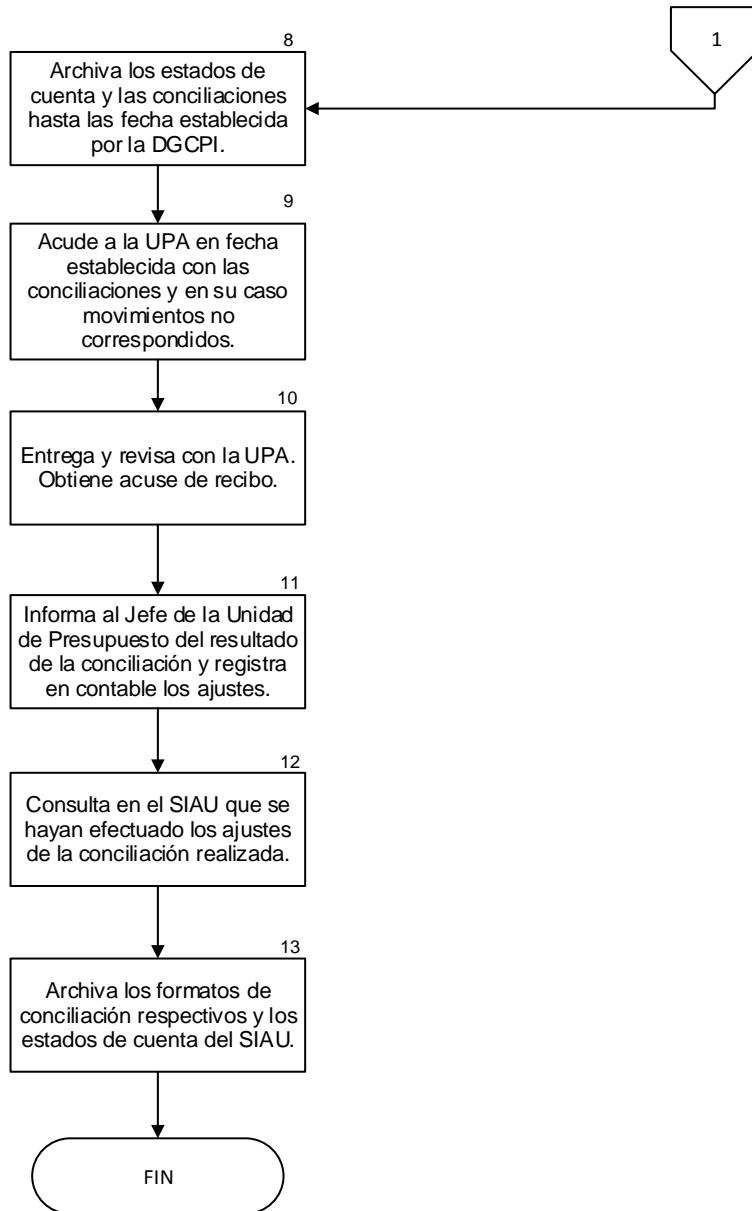 1
8
Archiva los estados de
cuenta y las conciliaciones
hasta las fecha establecida
por la DGCPI.
9
Acude a la UPA en fecha
establecida con las
conciliaciones y en su caso
movimientos no
correspondidos.
10
Entrega y revisa con la UPA.
Obtiene acuse de recibo.
11
Informa al Jefe de la Unidad
de Presupuesto del resultado
de la conciliación y registra
en contable los ajustes.
12
Consulta en el SIAU que se
hayan efectuado los ajustes
de la conciliación realizada.
13
Archiva los formatos de
conciliación respectivos y los
estados de cuenta del SIAU.
FIN